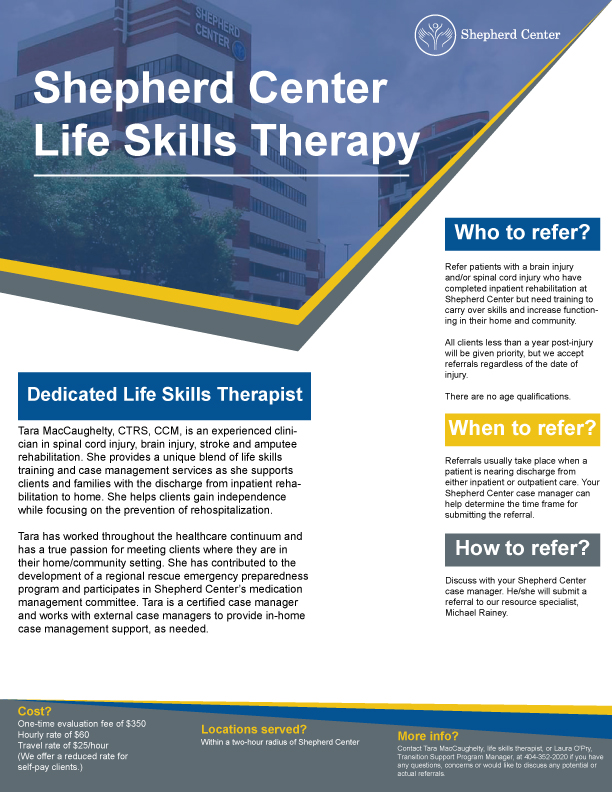 SHEPHERD
CENTER
Shepherd Center
Shepherd Center
Life Skills Therapy
Who to refer?
Refer patients with a brain injury
and/or spinal cord injury who have
completed inpatient rehabilitation at
Shepherd Center but need training to
carry over skills and increase function-
ing in their home and community.
All clients less than a year post-injury
will be given priority, but we accept
referrals regardless of the date of
injury.
There are no age qualifications.
When to refer?
Referrals usually take place when a
patient is nearing discharge from
either inpatient or outpatient care. Your
Shepherd Center case manager can
help determine the time frame for
submitting the referral.
How to refer?
Discuss with your Shepherd Center
case manager. He/she will submit a
referral to our resource specialist,
Michael Rainey.
Dedicated Life Skills Therapist
Tara MacCaughelty, CTRS, CCM, is an experienced clini-
cian in spinal cord injury, brain injury, stroke and amputee
rehabilitation. She provides a unique blend of life skills
training and case management services as she supports
clients and families with the discharge from inpatient reha-
bilitation to home. She helps clients gain independence
while focusing on the prevention of rehospitalization.
Tara has worked throughout the healthcare continuum and
has a true passion for meeting clients where they are in
their home/community setting. She has contributed to the
development of a regional rescue emergency preparedness
program and participates in Shepherd Center's medication
management committee. Tara is a certified case manager
and works with external case managers to provide in-home
case management support, as needed.
Cost?
One-time evaluation fee of $350
Hourly rate of $60
Travel rate of $25/hour
(We offer a reduced rate for
self-pay clients.)
Locations served?
Within a two-hour radius of Shepherd Center
More info?
Contact Tara MacCaughelty, life skills therapist, or Laura O'Pry,
Transition Support Program Manager, at 404-352-2020 if you have
any questions, concerns or would like to discuss any potential or
actual referrals.